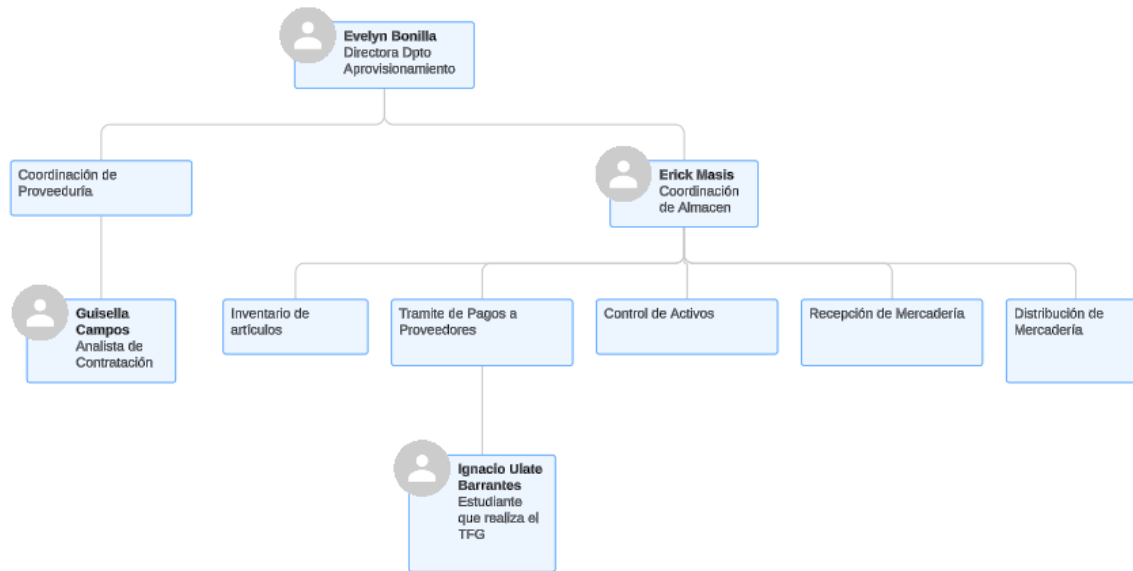 Evelyn Bonilla
Directora Dpto
Aprovisionamiento
Coordinación de
Proveeduría
Erick Masis
Coordinación
de Almacen
Guisella
Campos
Analista de
Contratación
Inventario de
artículos
Tramite de Pagos a
Proveedores
Control de Activos
Recepción de Mercadería
Distribución de
Mercadería
Ignacio Ulate
Barrantes
Estudiante
que realiza el
TFG